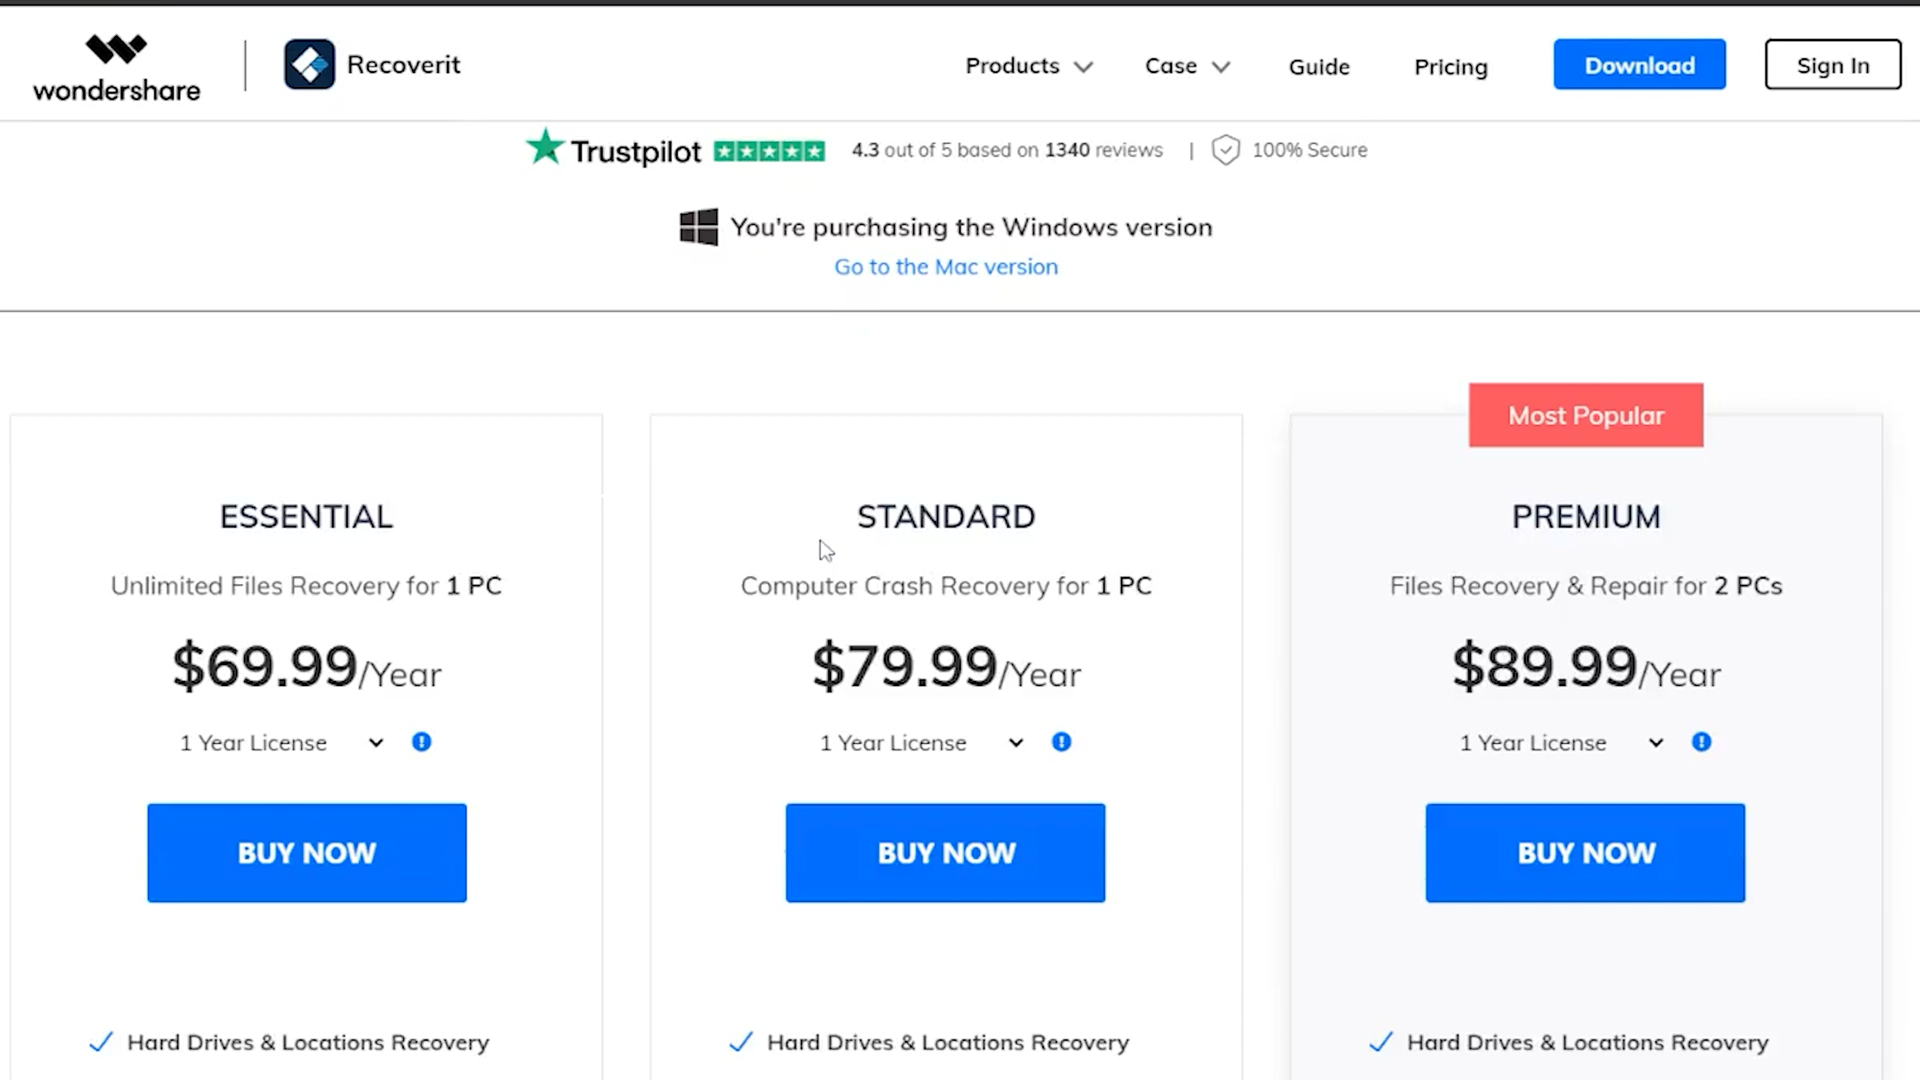 wondershare
Recoverit
Products
Case
Guide
Pricing
Download
Sign In
Trustpilot
4.3 out of 5 based on 1340 reviews | 100% Secure
You're purchasing the Windows version
Go to the Mac version
ESSENTIAL
Unlimited Files Recovery for 1 PC
$69.99/Year
1 Year License
BUY NOW
Hard Drives & Locations Recovery
STANDARD
Computer Crash Recovery for 1 PC
$79.99/Year
1 Year License
BUY NOW
Hard Drives & Locations Recovery
Most Popular
PREMIUM
Files Recovery & Repair for 2 PCs
$89.99/Year
1 Year License
BUY NOW
Hard Drives & Locations Recovery